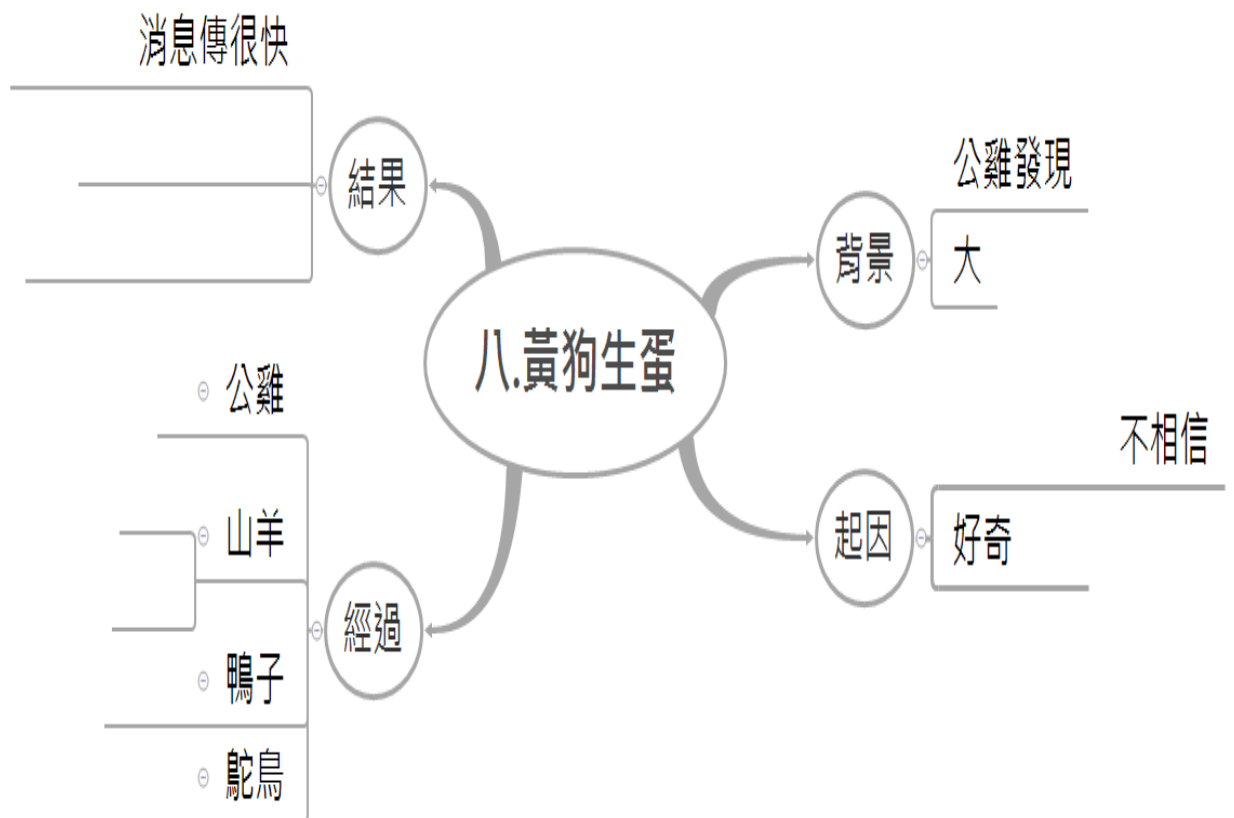 消息傳很快
結果
公雞發現
背景
大
八.黃狗生蛋
公雞
不相信
山羊
起因
好奇
經過
鴨子
鴕鳥